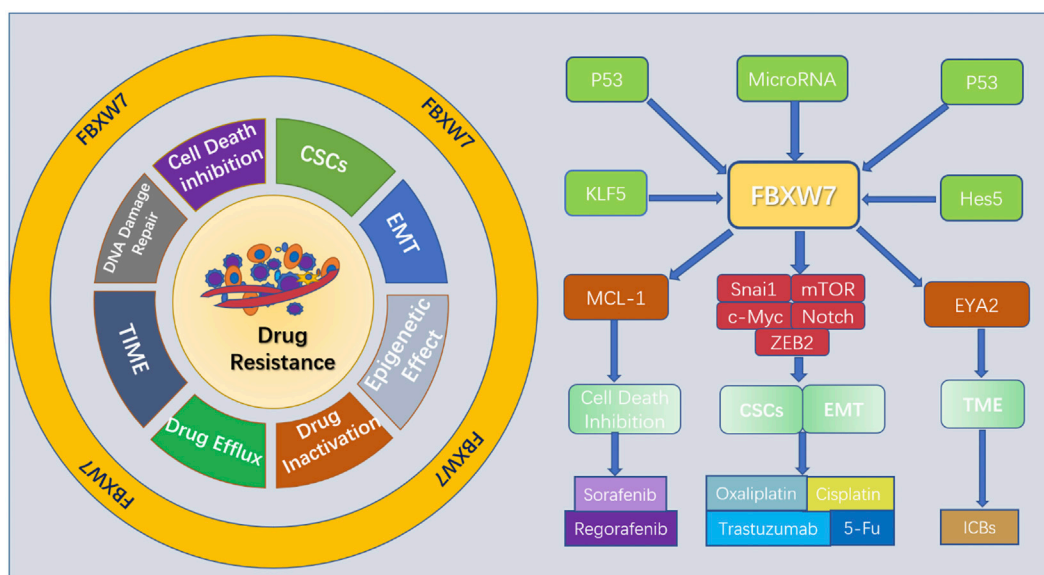 FBXW7
FBXW7
Cell Death
inhibition
CSCs
DNA Damage
Repair
EMT
TIME
Drug
Resistance
Epigenetic
Effect
Drug Efflux
Drug
Inactivation
FBXW7
FBXW7
P53
MicroRNA
P53
KLF5
FBXW7
Hes5
MCL-1
Snai1
mTOR
c-Myc
Notch
ZEB2
EYA2
Cell Death
Inhibition
CSCs
EMT
TME
Sorafenib
Regorafenib
Oxaliplatin
Cisplatin
Trastuzumab
5-Fu
ICBs